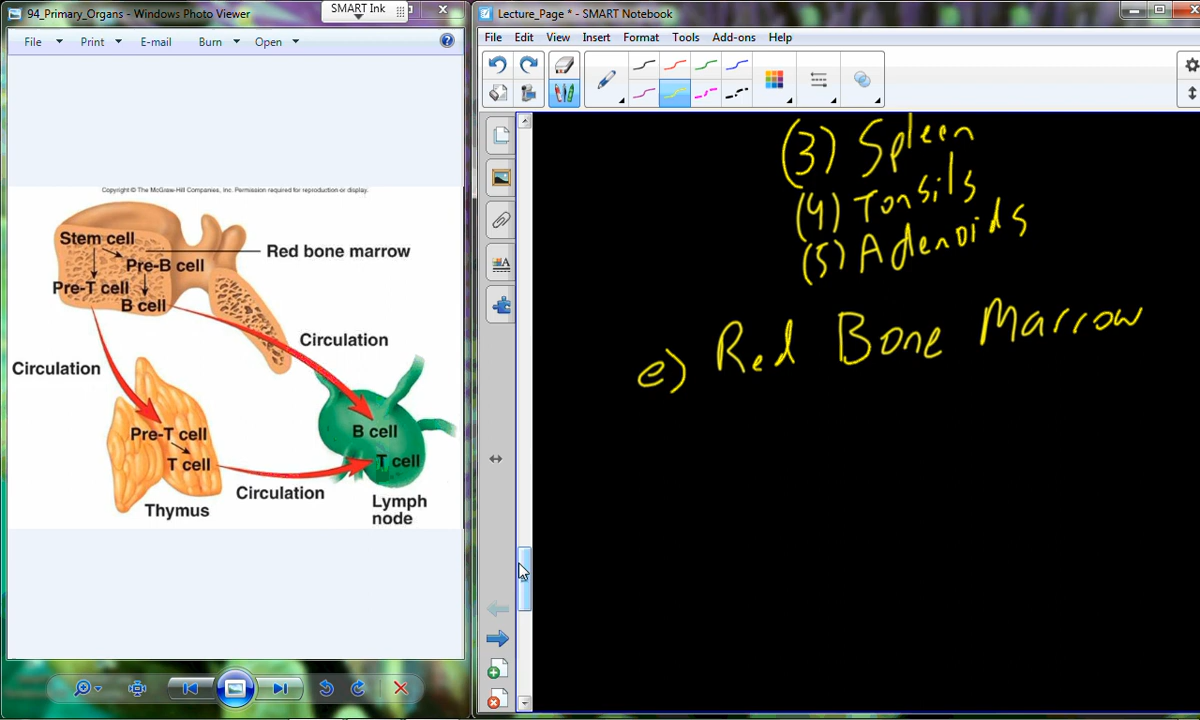 94_Primary_Organs - Windows Photo Viewer
SMART Ink
File Print E-mail Burn Open
Copyright © The McGraw-Hill Companies, Inc. Permission required for reproduction or display.
Stem cell
Red bone marrow
Pre-B cell
Pre-T cell
B cell
Circulation
Circulation
B cell
Pre-T cell
T cell
T cell
Circulation
Thymus
Lymph
node
Lecture_Page * - SMART Notebook
File Edit View Insert Format Tools Add-ons Help
(3) Spleen
(4) Tonsils
(5) Adenoids
e) Red Bone Marrow